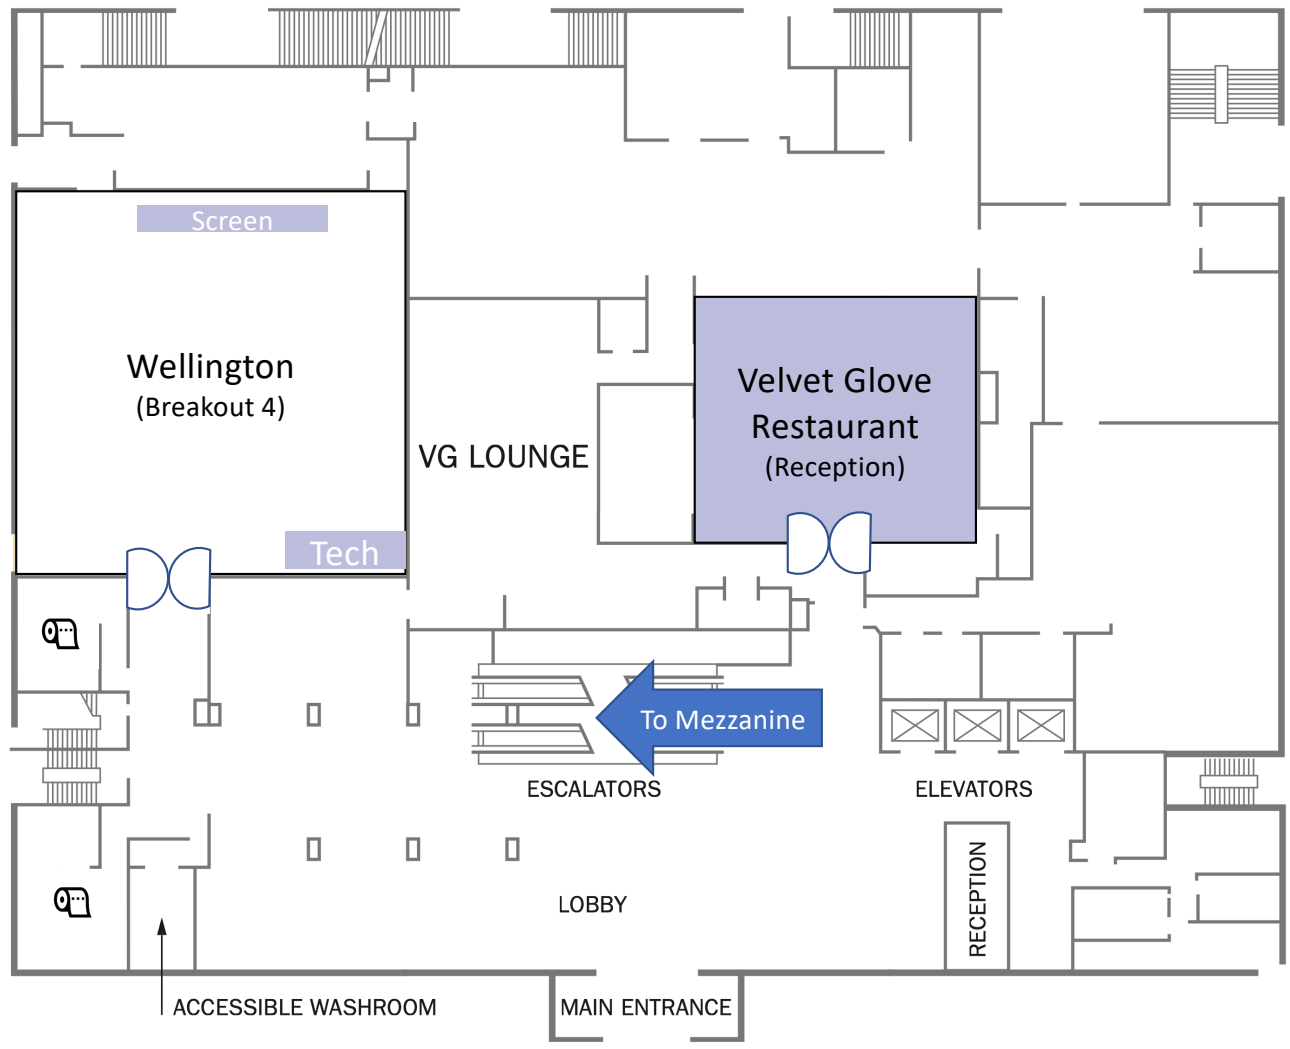 Screen
Wellington
(Breakout 4)
Velvet Glove
Restaurant
(Reception)
VG LOUNGE
Tech
To Mezzanine
ESCALATORS
ELEVATORS
RECEPTION
LOBBY
ACCESSIBLE WASHROOM
MAIN ENTRANCE